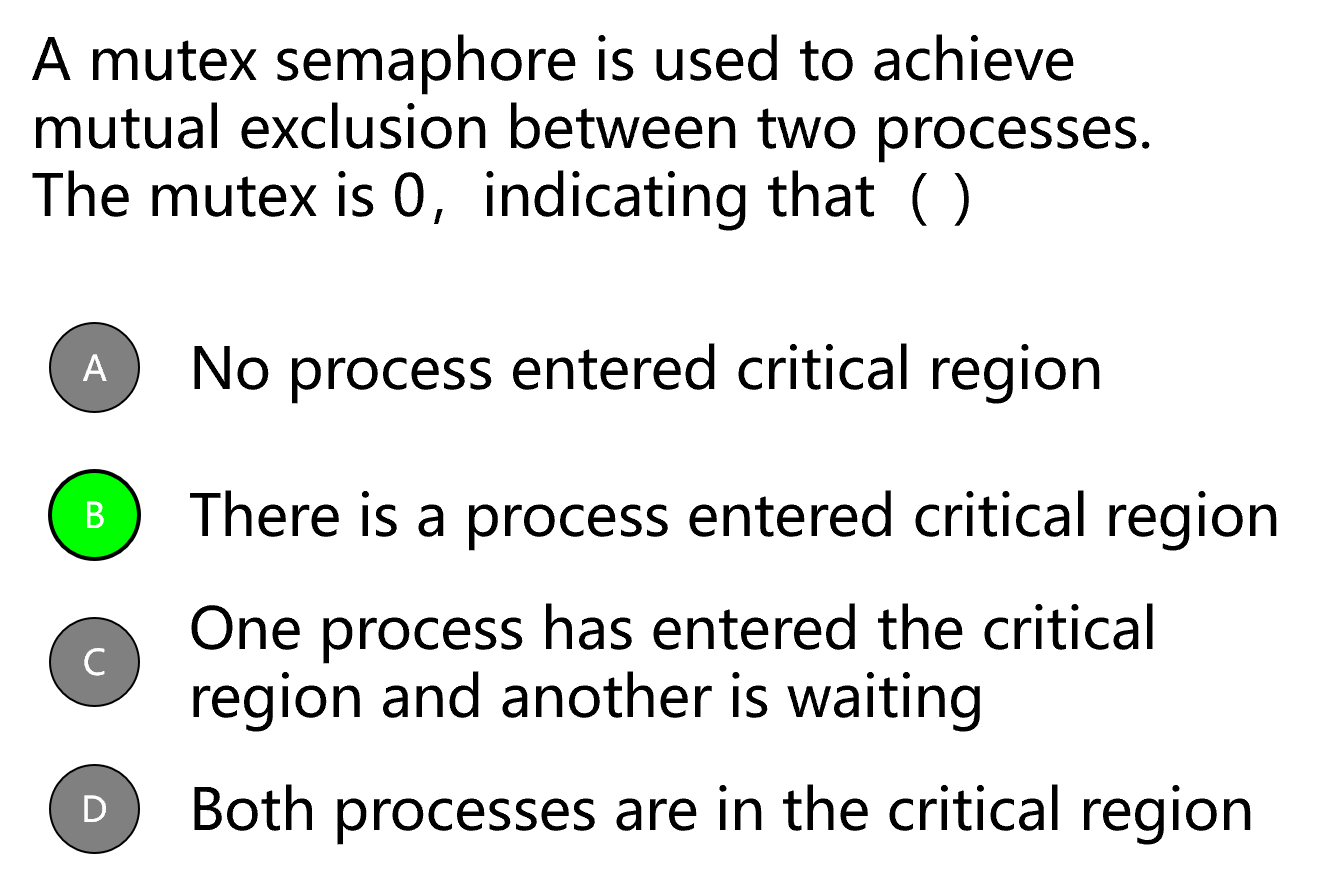 A mutex semaphore is used to achieve
mutual exclusion between two processes.
The mutex is 0，indicating that（ ）
A No process entered critical region
B There is a process entered critical region
C One process has entered the critical
region and another is waiting
D Both processes are in the critical region